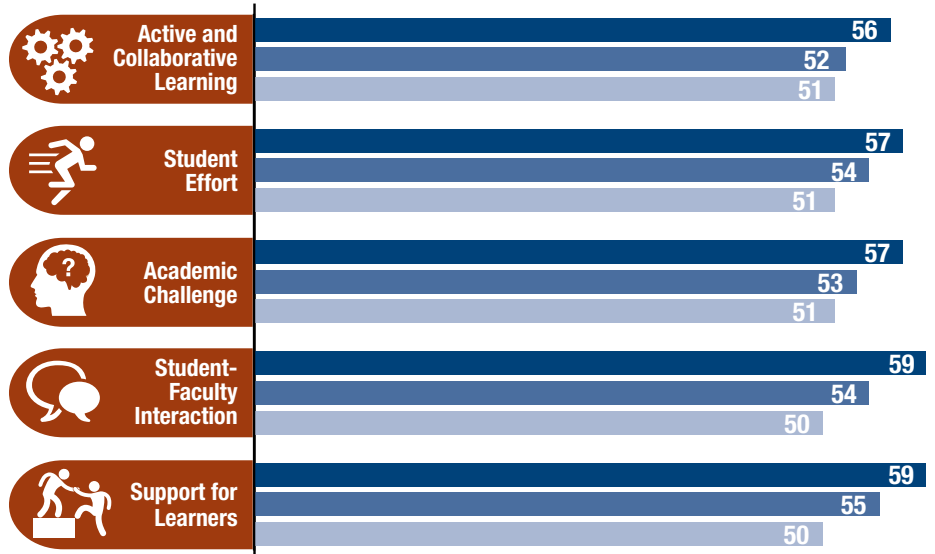 Active and
Collaborative
Learning
56
52
51
Student
Effort
57
54
51
Academic
Challenge
?
57
53
51
Student-
Faculty
Interaction
59
54
50
Support for
Learners
59
55
50